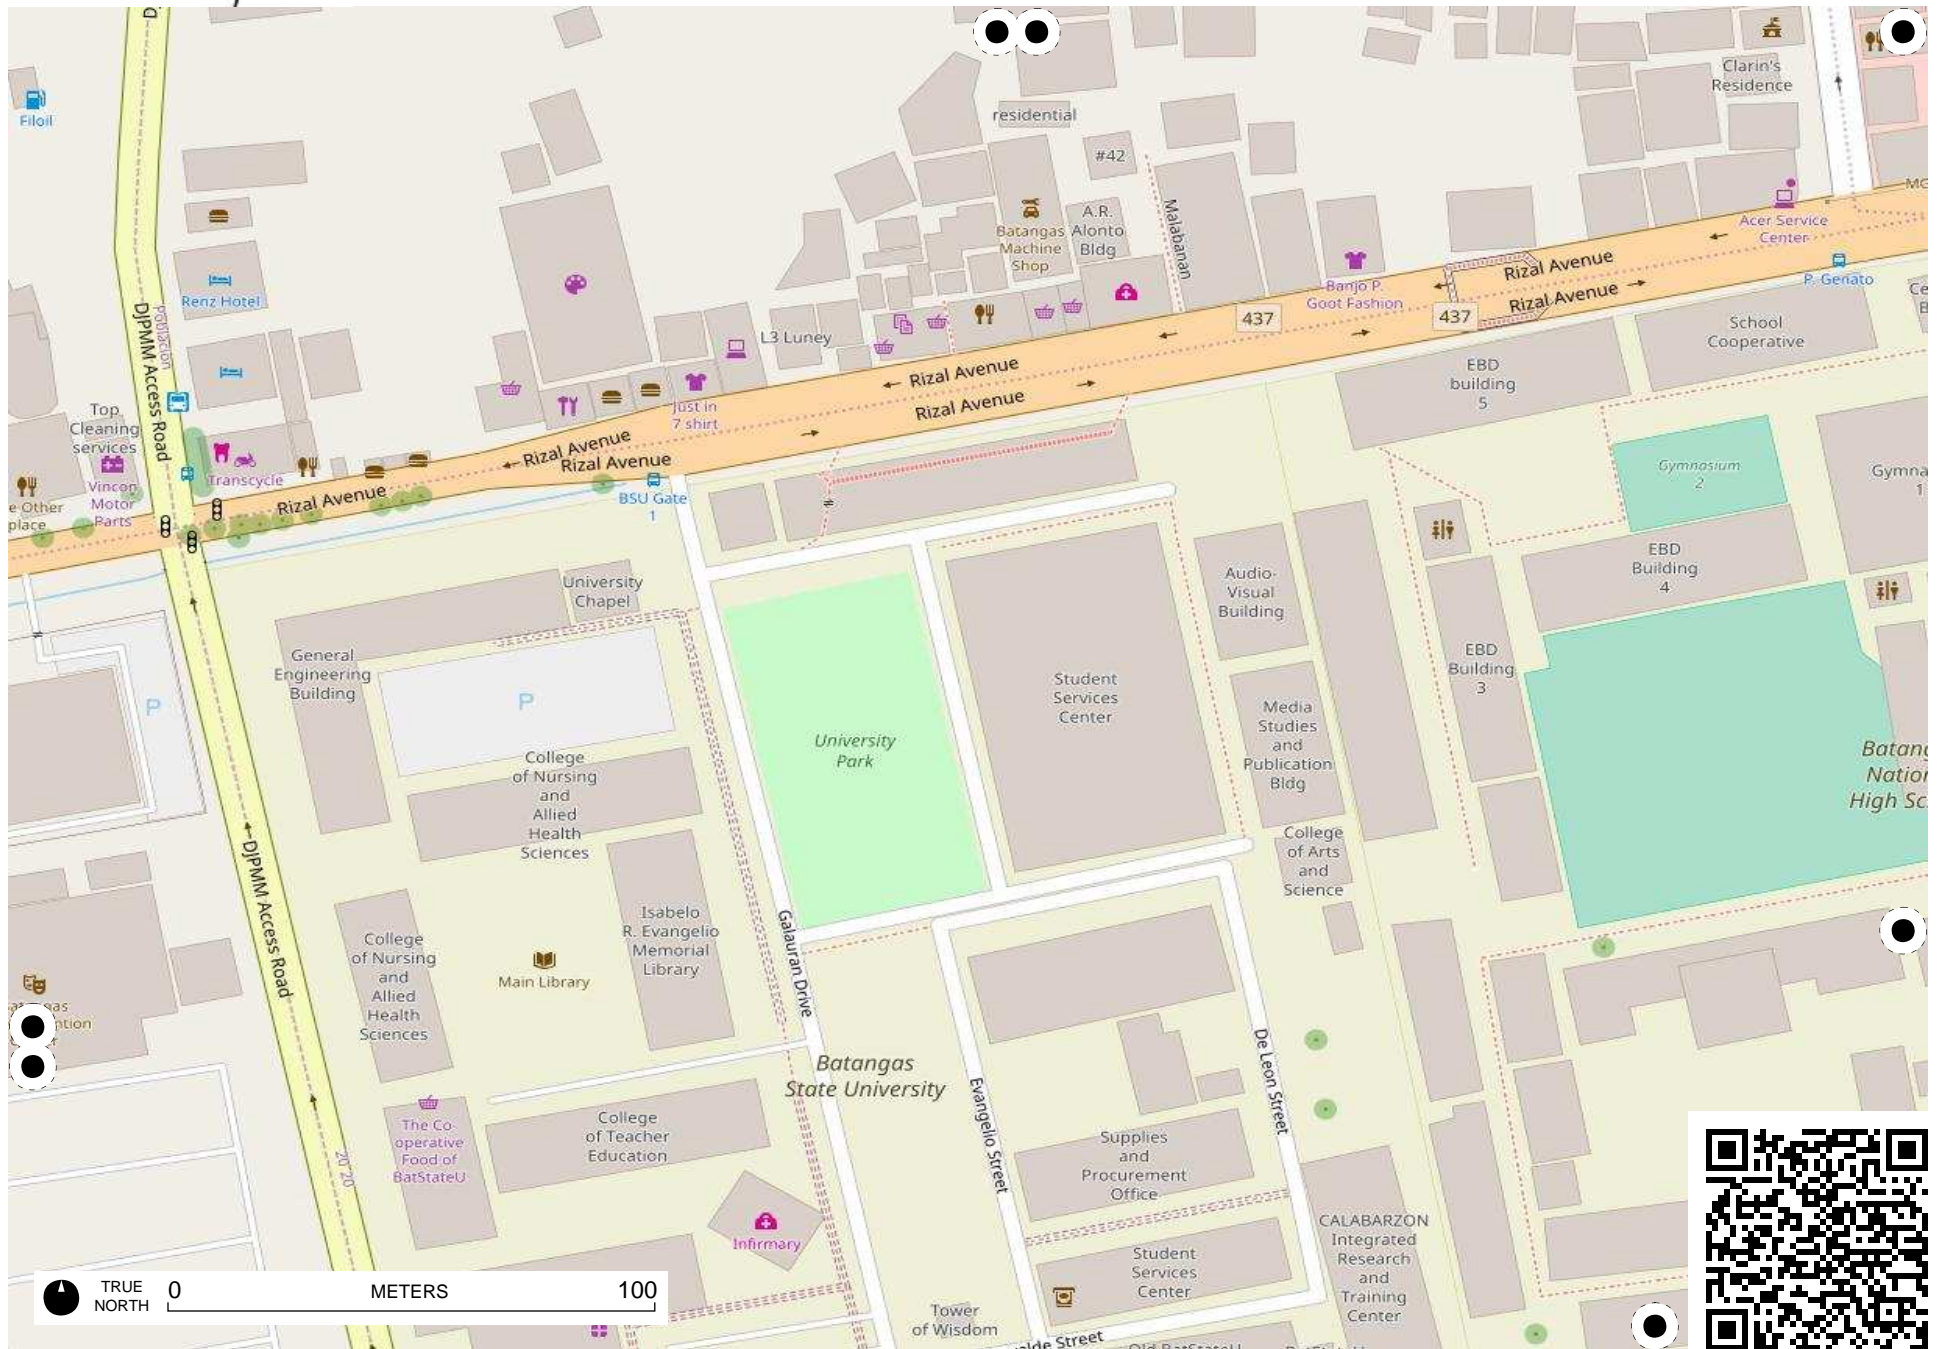 Filoil
Clarin's
Residence
residential
#42
Malabanan
A.R.
Alonto
Bldg
Batangas
Machine
Shop
Acer Service
Center
P. Genato
Banjo P.
Goot Fashion
Rizal Avenue
Rizal Avenue
437
437
School
Cooperative
EBD
building
5
Renz Hotel
Poblacion
DJPMM Access Road
L3 Luney
Rizal Avenue
Rizal Avenue
Just in
7 shirt
Top
Cleaning
services
Vincon
Motor
Parts
Transcycle
Rizal Avenue
Rizal Avenue
Rizal Avenue
BSU Gate
1
e Other
place
Gymnasium
2
Gymna
1
EBD
Building
4
University
Chapel
General
Engineering
Building
P
P
Audio-
Visual
Building
EBD
Building
3
Student
Services
Center
Media
Studies
and
Publication
Bldg
University
Park
College
of Nursing
and
Allied
Health
Sciences
Batang
Nation
High Sc
College
of Arts
and
Science
DJPMM Access Road
Galauran Drive
Isabelo
R. Evangelio
Memorial
Library
College
of Nursing
and
Allied
Health
Sciences
Main Library
Batangas
State University
Evangelio Street
De Leon Street
The Co-
operative
Food of
BatStateU
20 20
College
of Teacher
Education
Supplies
and
Procurement
Office
Infirmary
Student
Services
Center
CALABARZON
Integrated
Research
and
Training
Center
Tower
of Wisdom
alde Street
TRUE
NORTH
0 METERS 100